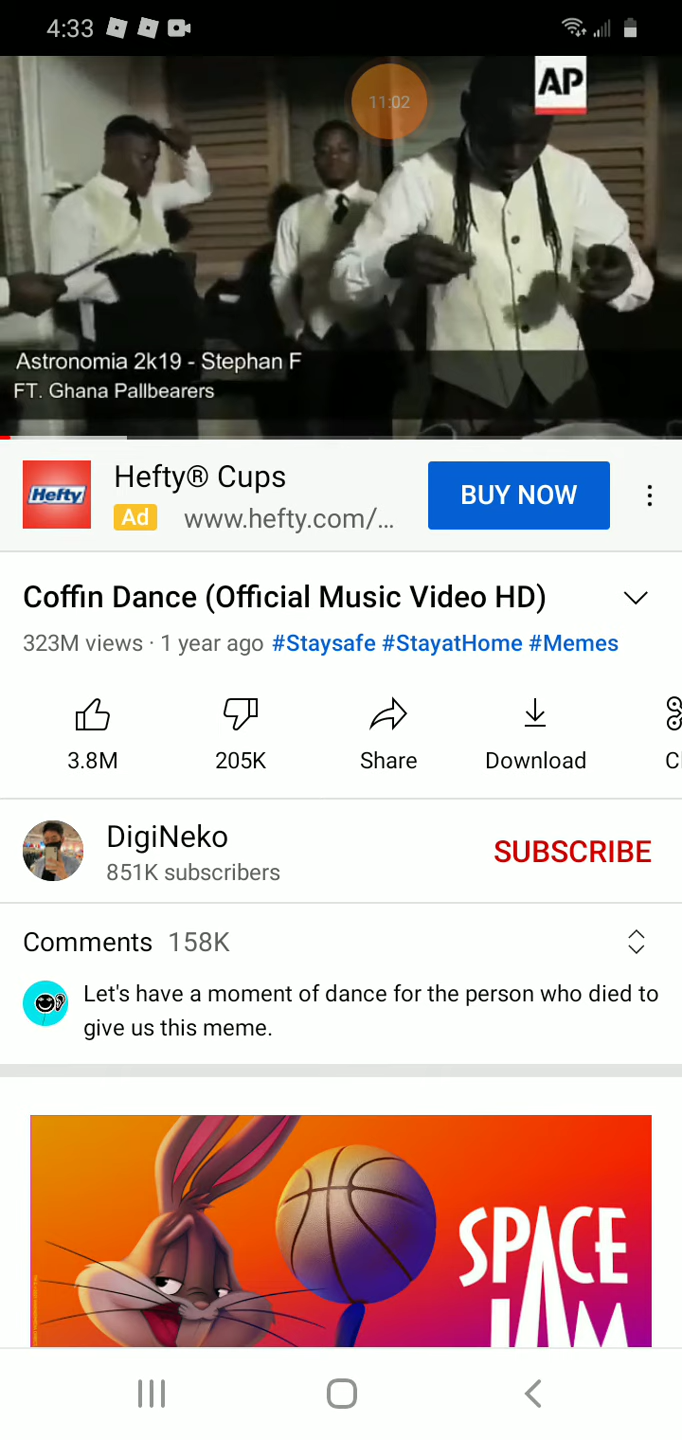 4:33
11:02
AP
Astronomia 2k19 - Stephan F
FT. Ghana Pallbearers
Hefty
Hefty® Cups
BUY NOW
Ad www.hefty.com/...
Coffin Dance (Official Music Video HD)
323M views · 1 year ago #Staysafe #StayatHome #Memes
3.8M 205K Share Download C
DigiNeko
SUBSCRIBE
851K subscribers
Comments 158K
Let's have a moment of dance for the person who died to
give us this meme.
SPACE
JAM